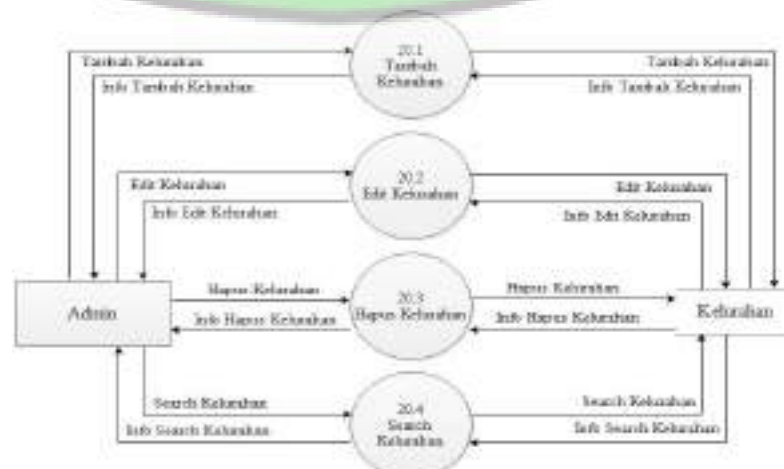 20.1
Tambah
Kelurahan
Tambah Kelurahan
Info Tambah Kelurahan
Tambah Kelurahan
Info Tambah Kelurahan
20.2
Edit Kelurahan
Edit Kelurahan
Info Edit Kelurahan
Edit Kelurahan
Info Edit Kelurahan
Admin
Hapus Kelurahan
Info Hapus Kelurahan
20.3
Hapus Kelurahan
Hapus Kelurahan
Info Hapus Kelurahan
Kelurahan
Search Kelurahan
Info Search Kelurahan
20.4
Search
Kelurahan
Search Kelurahan
Info Search Kelurahan